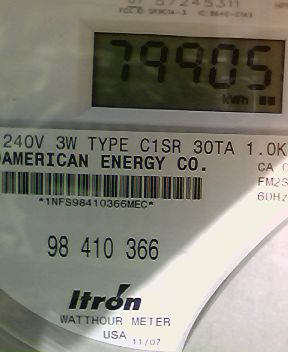 79905
kWh
240V 3W TYPE C1SR 30TA 1.0K
DAMERICAN ENERGY CO.
CA
FM2S
60Hz
*1NFS98410366MEC*
98 410 366
Itron
WATTHOUR METER
USA 11/07